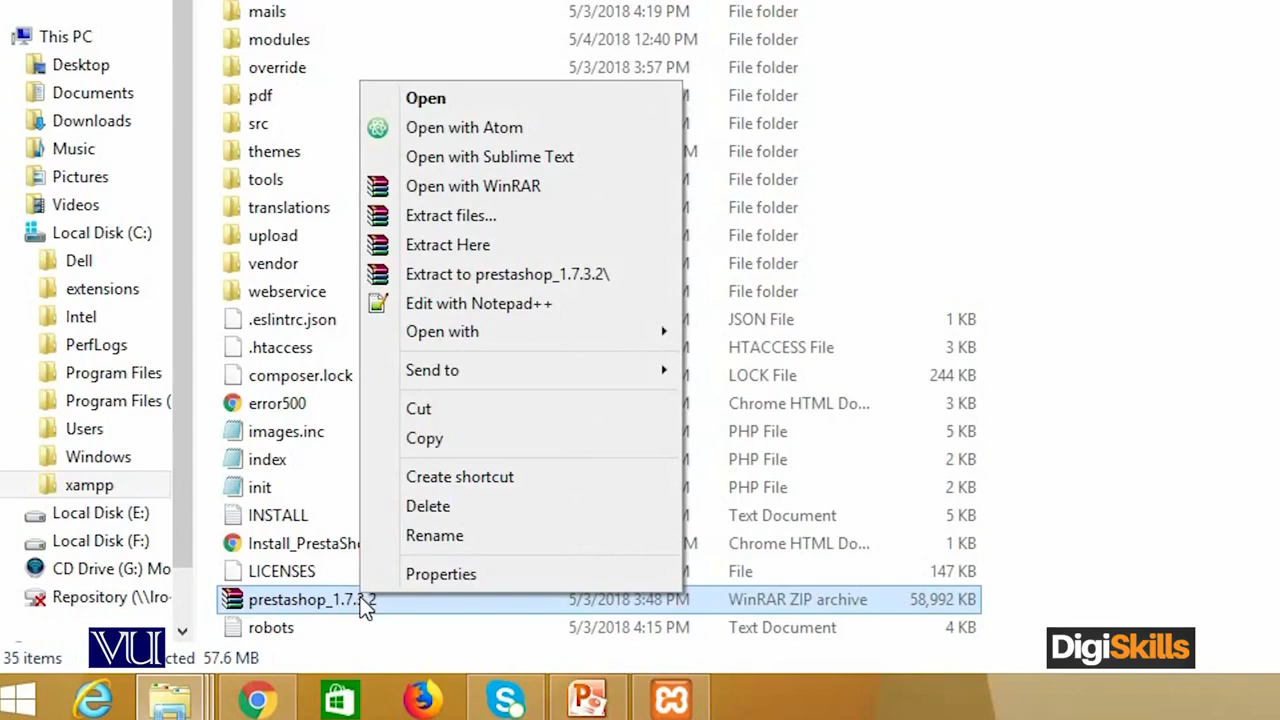 This PC
Desktop
Documents
Downloads
Music
Pictures
Videos
Local Disk (C:)
Dell
extensions
Intel
PerfLogs
Program Files
Program Files (
Users
Windows
xampp
Local Disk (E:)
Local Disk (F:)
CD Drive (G:) Mo
Repository (\\Iro-
mails 5/3/2018 4:19 PM File folder
modules 5/4/2018 12:40 PM File folder
override 5/3/2018 3:57 PM File folder
pdf M File folder
src M File folder
themes M File folder
tools M File folder
translations M File folder
upload M File folder
vendor M File folder
webservice M File folder
.eslintrc.json M JSON File 1 KB
.htaccess M HTACCESS File 3 KB
composer.lock M LOCK File 244 KB
error500 M Chrome HTML Do... 3 KB
images.inc M PHP File 5 KB
index M PHP File 5 KB
init M PHP File 5 KB
INSTALL M Text Document 5 KB
Install_PrestaSho M Chrome HTML Do... 3 KB
LICENSES M File 147 KB
prestashop_1.7.3.2 5/3/2018 3:48 PM WinRAR ZIP archive 58,992 KB
robots 5/3/2018 4:15 PM Text Document 4 KB
Open
Open with Atom
Open with Sublime Text
Open with WinRAR
Extract files...
Extract Here
Extract to prestashop_1.7.3.2\
Edit with Notepad++
Open with
Send to
Cut
Copy
Create shortcut
Delete
Rename
Properties
35 items VU cted 57.6 MB
DigiSkills